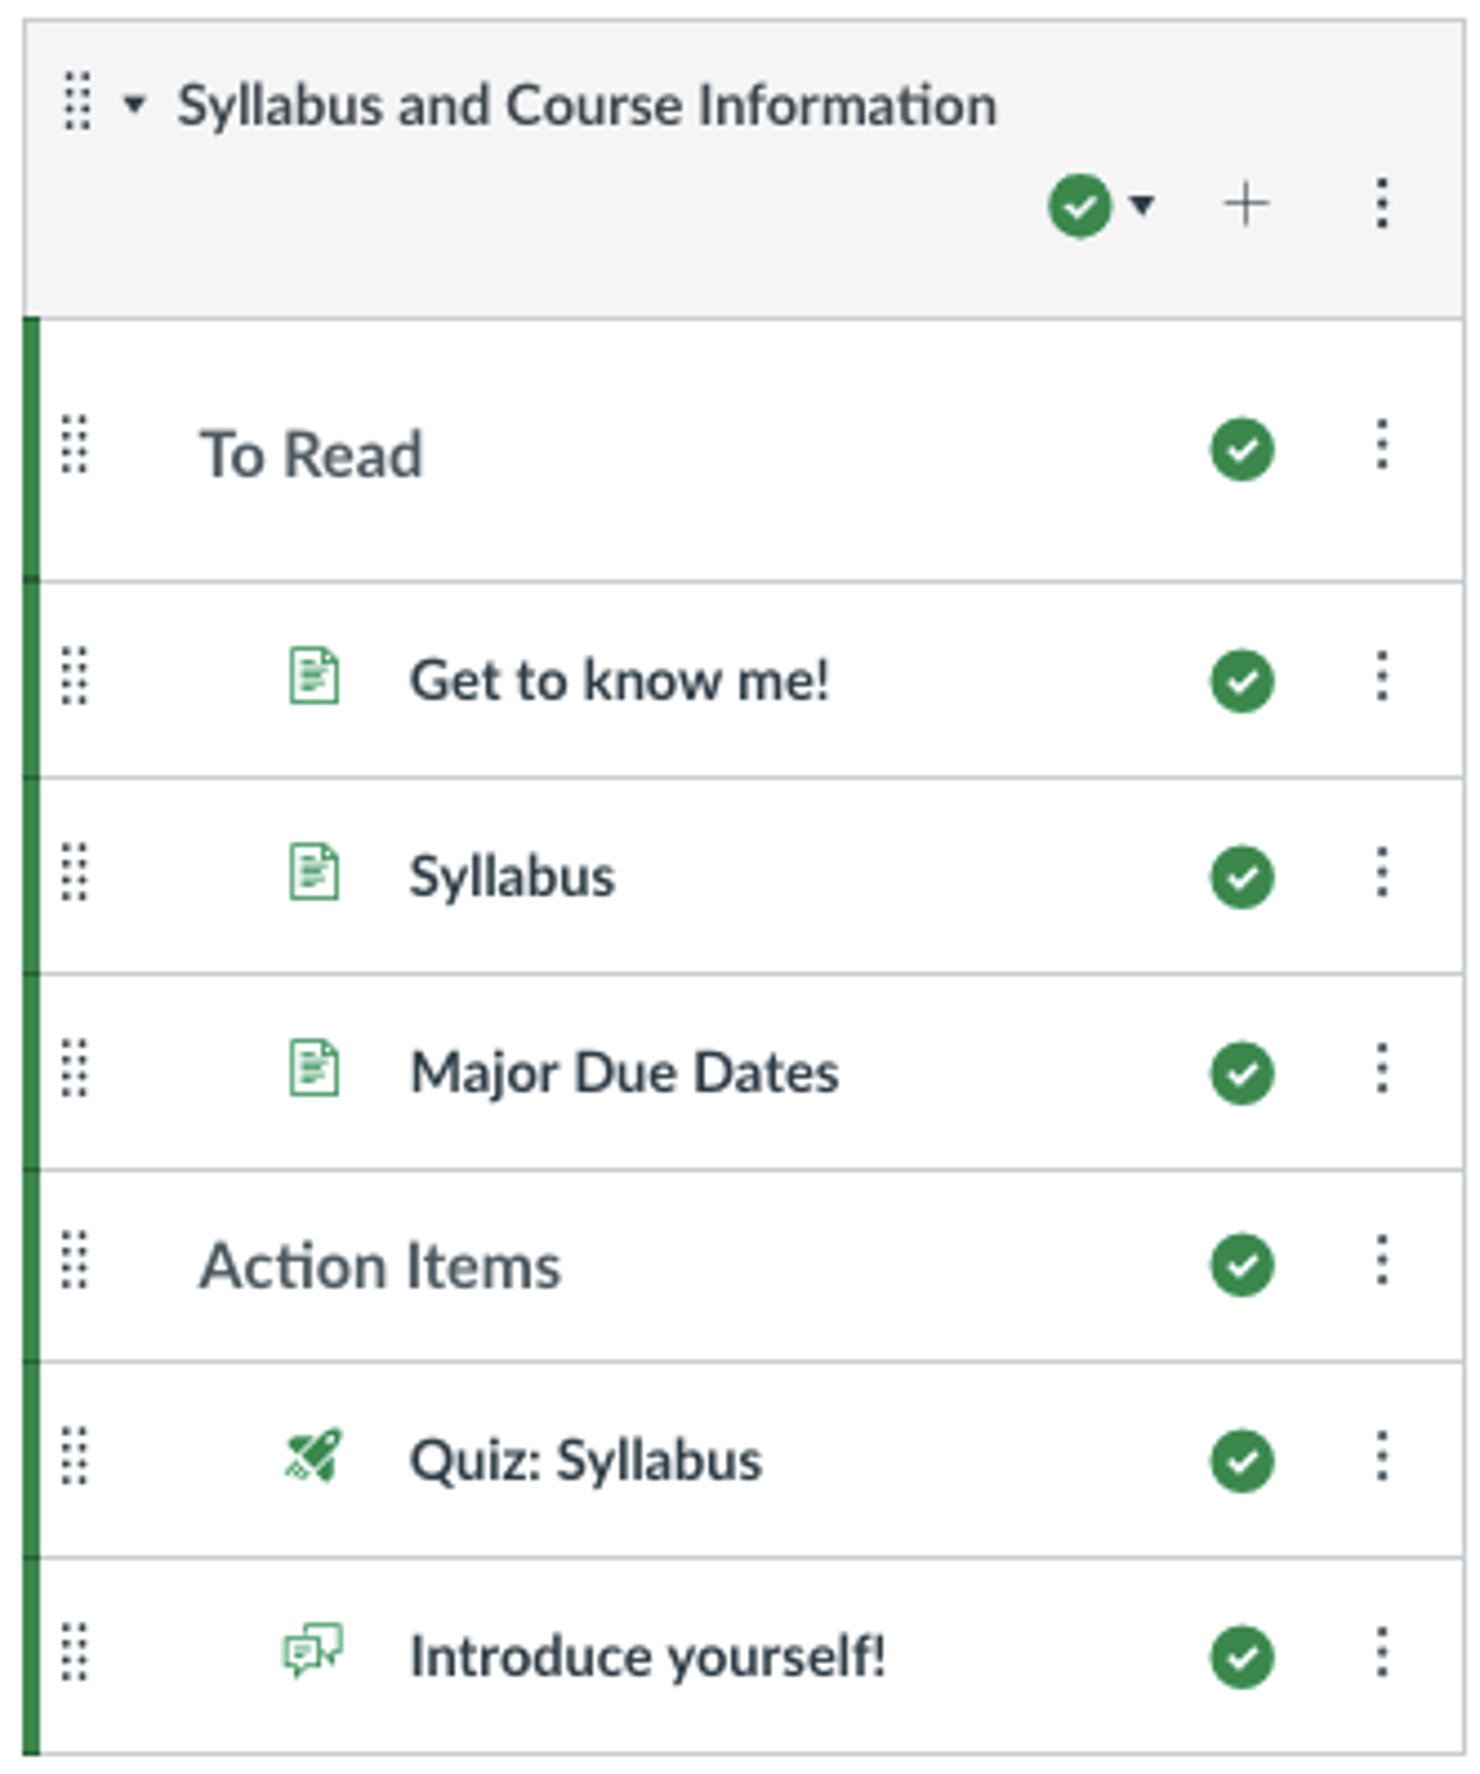 Syllabus and Course Information
To Read
Get to know me!
Syllabus
Major Due Dates
Action Items
Quiz: Syllabus
Introduce yourself!